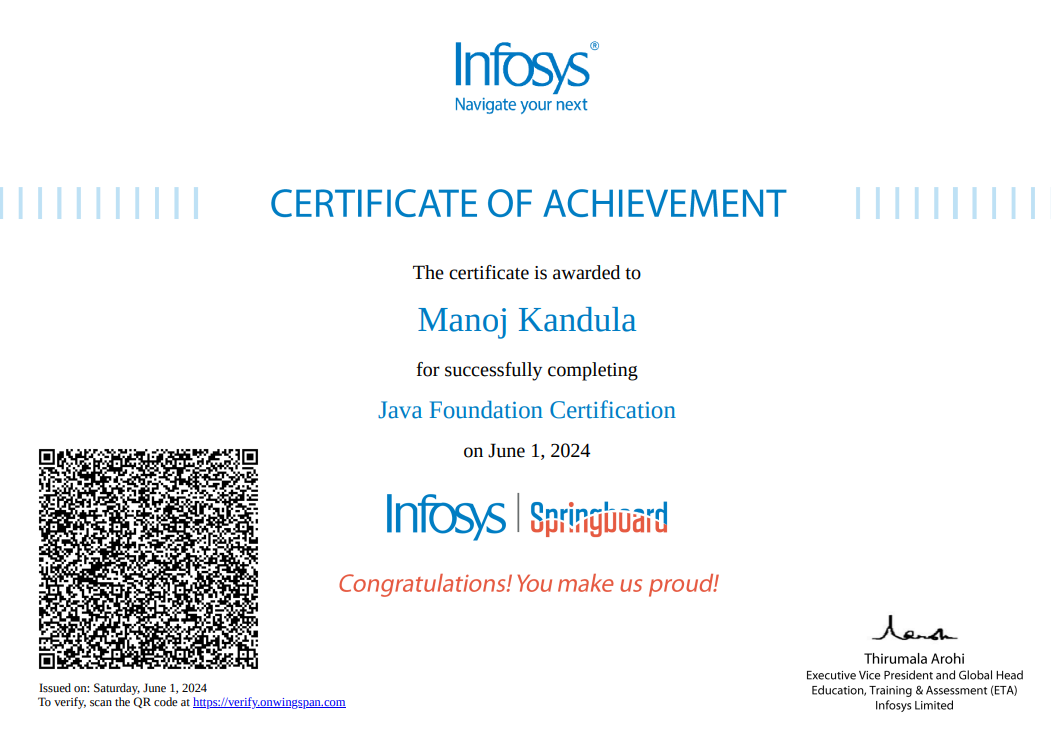 Infosys®
Navigate your next
CERTIFICATE OF ACHIEVEMENT
The certificate is awarded to
Manoj Kandula
for successfully completing
Java Foundation Certification
on June 1, 2024
Infosys | Springboard
Congratulations! You make us proud!
Thirumala Arohi
Executive Vice President and Global Head
Education, Training & Assessment (ETA)
Infosys Limited
Issued on: Saturday, June 1, 2024
To verify, scan the QR code at https://verify.onwingspan.com